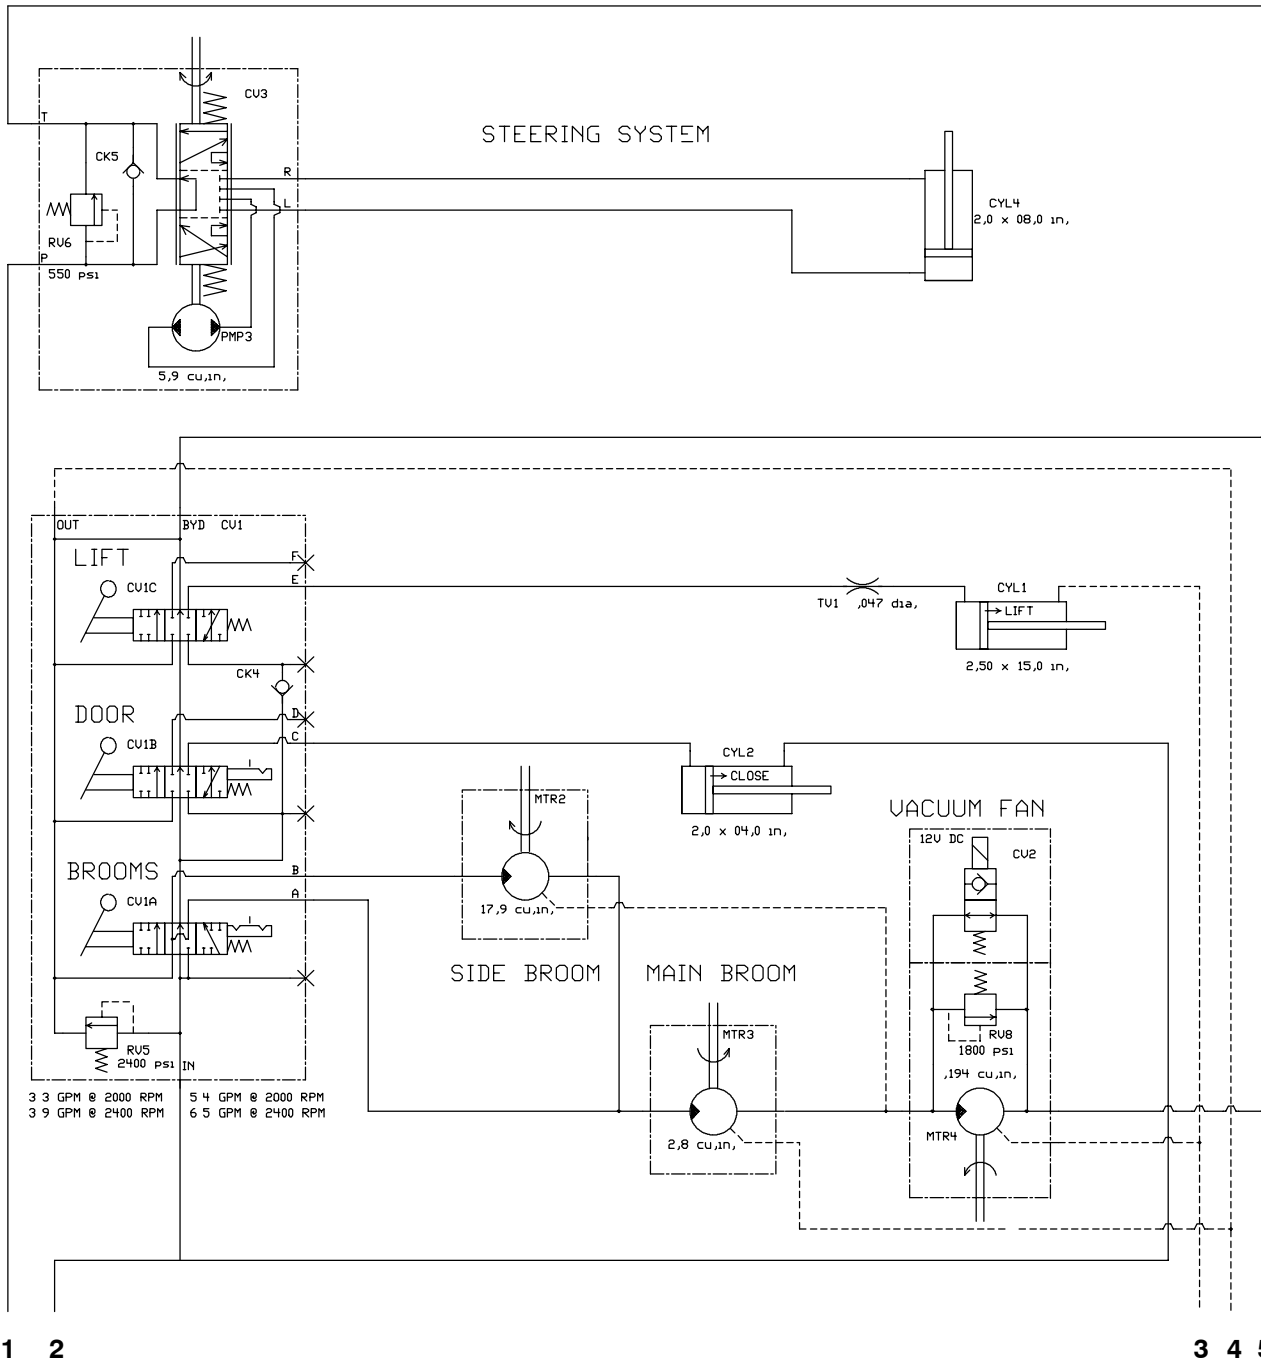 CV3
T
STEERING SYSTEM
CK5
R
CYL4
2,0 x 08,0 in,
L
RV6
P
550 psi
PMP3
5,9 cu,in,
OUT
BYD CV1
LIFT
F
CV1C
E
TV1 ,047 dia,
CYL1
LIFT
2,50 x 15,0 in,
CK4
DOOR
D
CV1B
C
CYL2
CLOSE
2,0 x 04,0 in,
MTR2
VACUUM FAN
12V DC
CV2
BROOMS
B
CV1A
A
17,9 cu,in,
SIDE BROOM
MAIN BROOM
MTR3
RV5
2400 psi IN
RV8
1800 psi
,194 cu,in,
3 3 GPM @ 2000 RPM 5 4 GPM @ 2000 RPM
3 9 GPM @ 2400 RPM 6 5 GPM @ 2400 RPM
MTR4
2,8 cu,in,
1 2 3 4